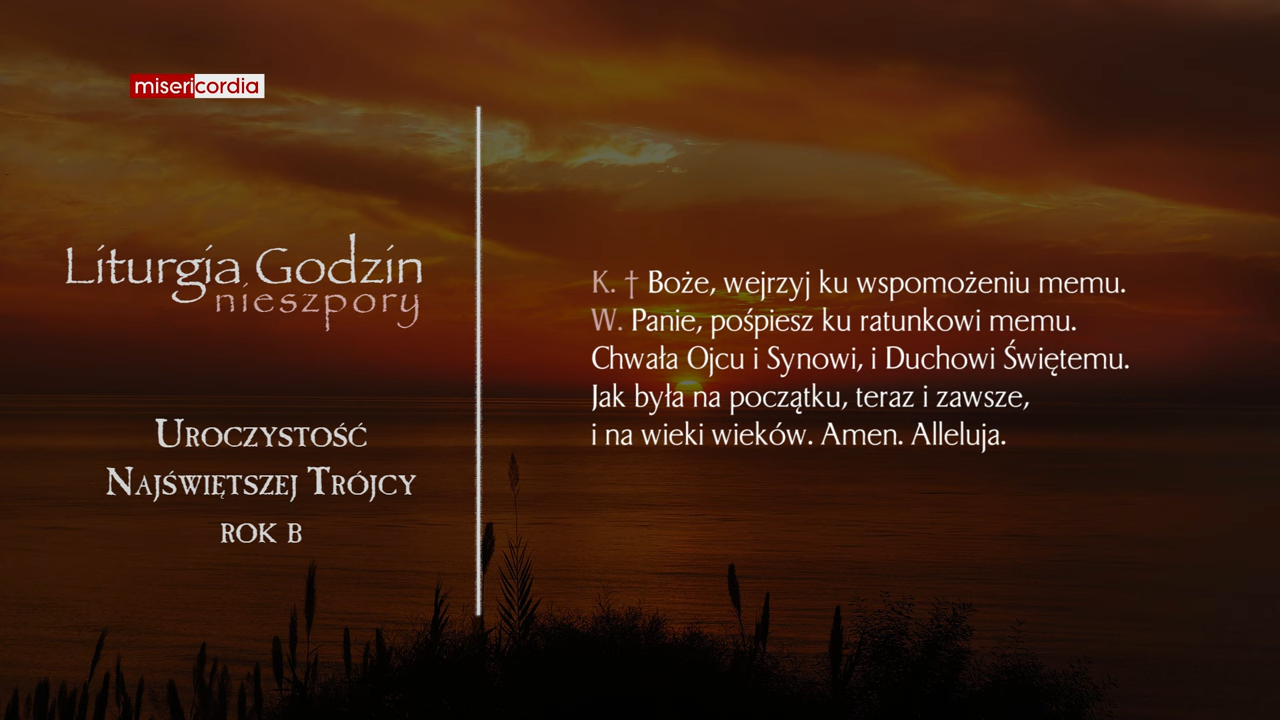 misericordia
Liturgia Godzin
nieszpory
Uroczystość
Najświętszej Trójcy
rok b
K. † Boże, wejrzyj ku wspomożeniu memu.
W. Panie, pośpiesz ku ratunkowi memu.
Chwała Ojcu i Synowi, i Duchowi Świętemu.
Jak była na początku, teraz i zawsze,
i na wieki wieków. Amen. Alleluja.